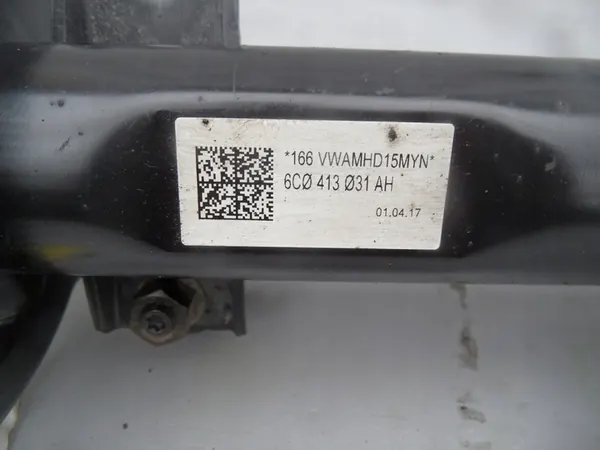 *166 VWAMHD15MYN*
6CØ 413 Ø31 AH
01.04.17